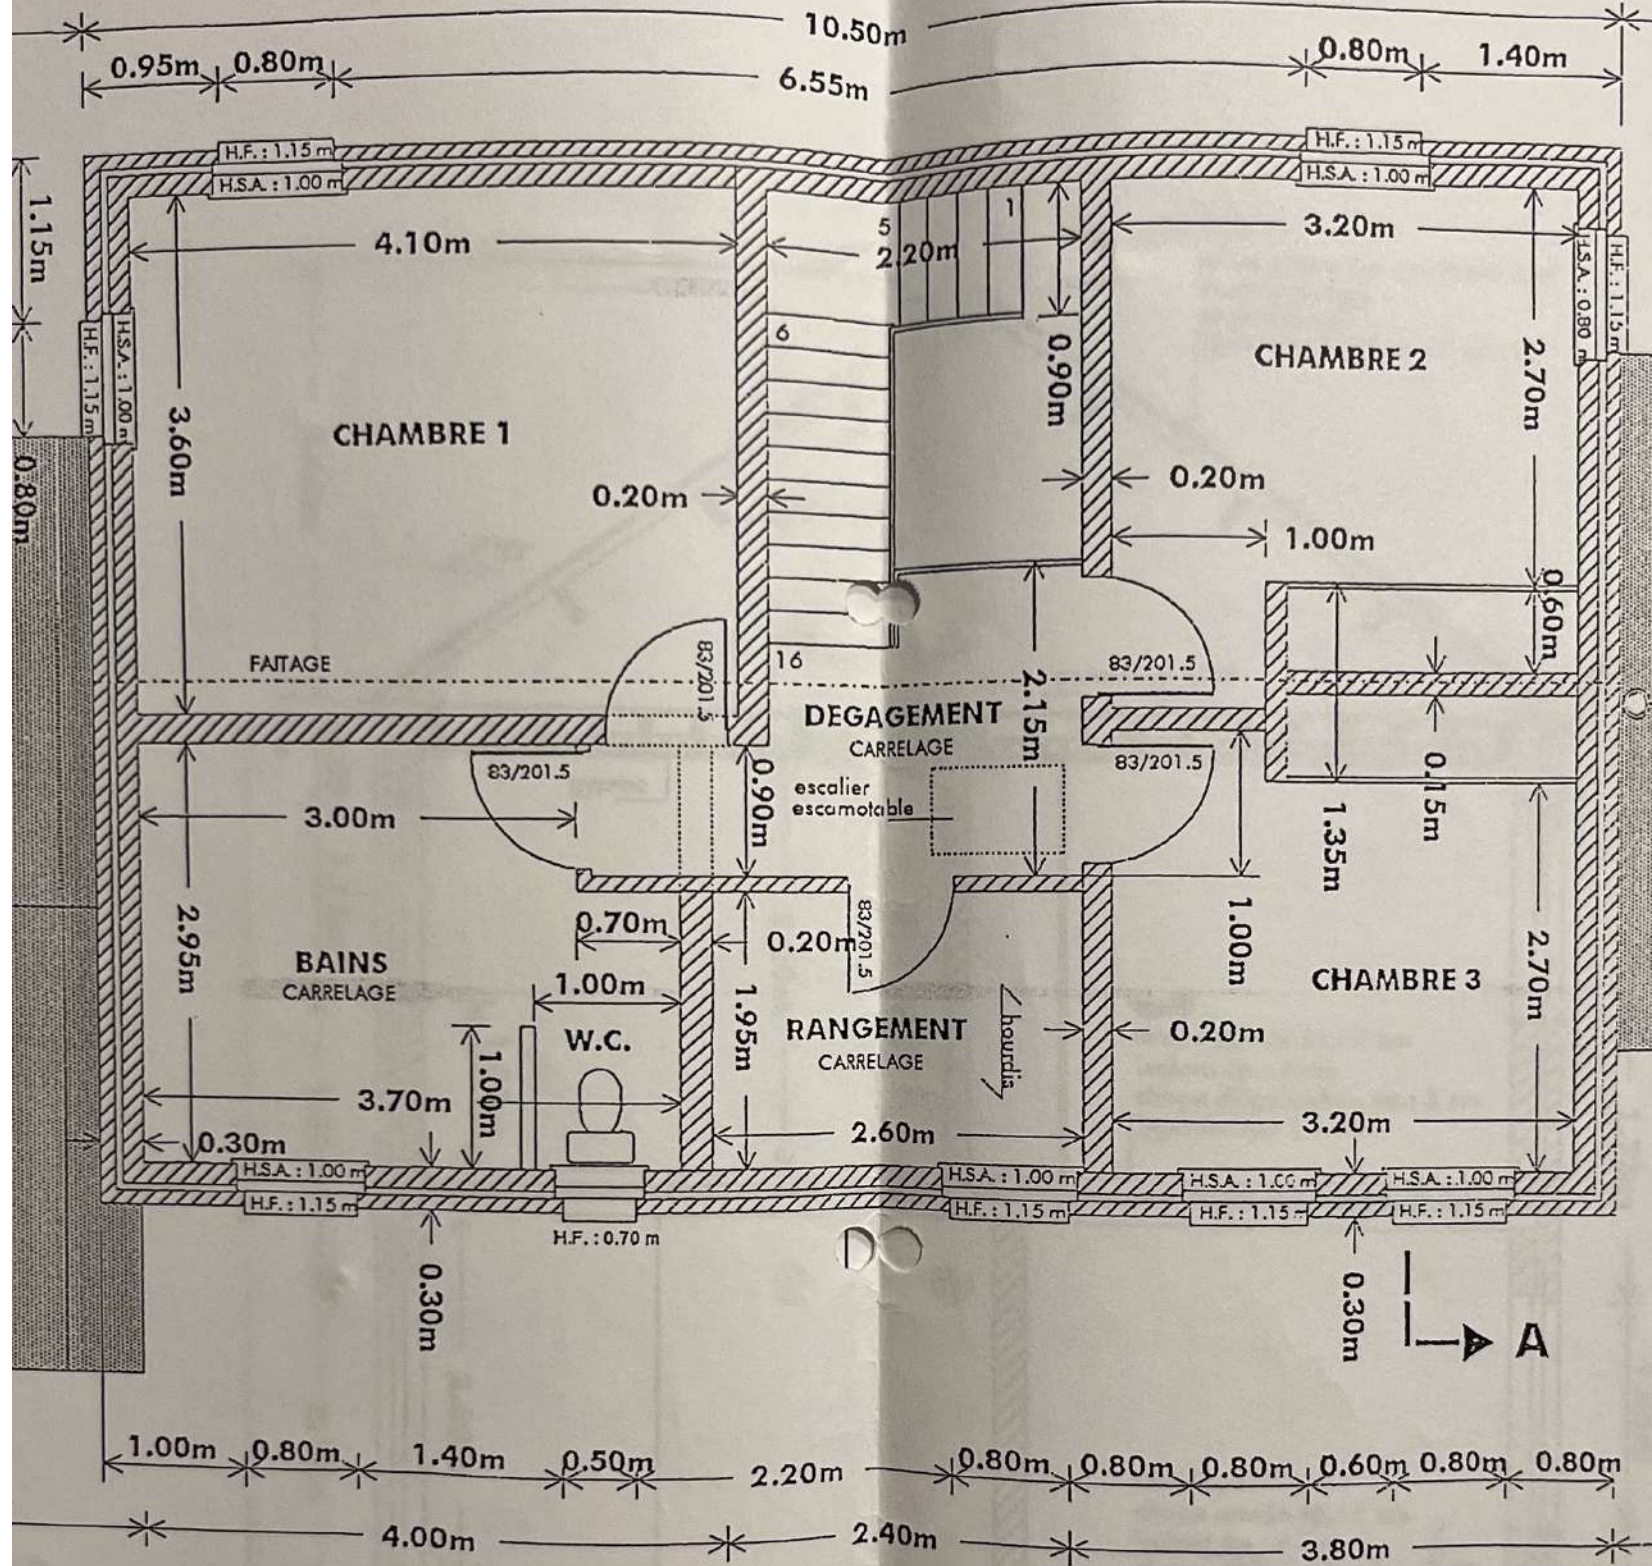 10.50m
0.95m 0.80m 6.55m 0.80m 1.40m
H.F. : 1.15 m
H.S.A. : 1.00 m
H.F. : 1.15 m
H.S.A. : 1.00 m
1.15m
0.80m
H.F. : 1.15 m
H.S.A. : 1.00 m
4.10m
3.60m
CHAMBRE 1
0.20m
FAITAGE
83/201.5
5
2.20m
1
6
16
0.90m
3.20m
H.S.A. : 0.80 m
H.F. : 1.15 m
CHAMBRE 2
2.70m
0.20m
1.00m
0.60m
83/201.5
2.15m
DEGAGEMENT
CARRELAGE
escalier
escamotable
83/201.5
83/201.5
0.90m
3.00m
0.15m
1.35m
1.00m
2.95m
BAINS
CARRELAGE
0.70m
0.20m
83/201.5
1.00m
W.C.
1.00m
3.70m
0.30m
1.95m
RANGEMENT
CARRELAGE
hourdis
2.60m
0.20m
CHAMBRE 3
2.70m
3.20m
H.S.A. : 1.00 m
H.F. : 1.15 m
H.F. : 0.70 m
H.S.A. : 1.00 m
H.F. : 1.15 m
H.S.A. : 1.00 m
H.F. : 1.15 m
H.S.A. : 1.00 m
H.F. : 1.15 m
0.30m
0.30m
A
1.00m 0.80m 1.40m 0.50m 2.20m 0.80m 0.80m 0.80m 0.60m 0.80m 0.80m
4.00m 2.40m 3.80m